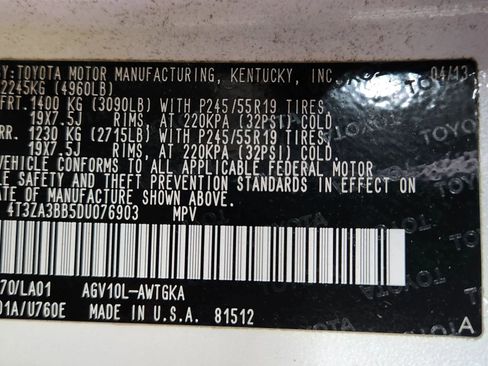 BY:TOYOTA MOTOR MANUFACTURING, KENTUCKY, INC. 04/13
2245KG (4960LB)
FRT. 1400 KG (3090LB) WITH P245/55R19 TIRES
19X7.5J RIMS, AT 220KPA (32PSI) COLD
RR. 1230 KG (2715LB) WITH P245/55R19 TIRES
19X7.5J RIMS, AT 220KPA (32PSI) COLD
VEHICLE CONFORMS TO ALL APPLICABLE FEDERAL MOTOR
LE SAFETY AND THEFT PREVENTION STANDARDS IN EFFECT
DATE OF MANUFACTURE SHOWN ABOVE.
4T3ZA3BB5DU076903 MPV
70/LA01 AGV10L-AWTGKA
01A/U760E MADE IN U.S.A. 81512 A
TOYOTA